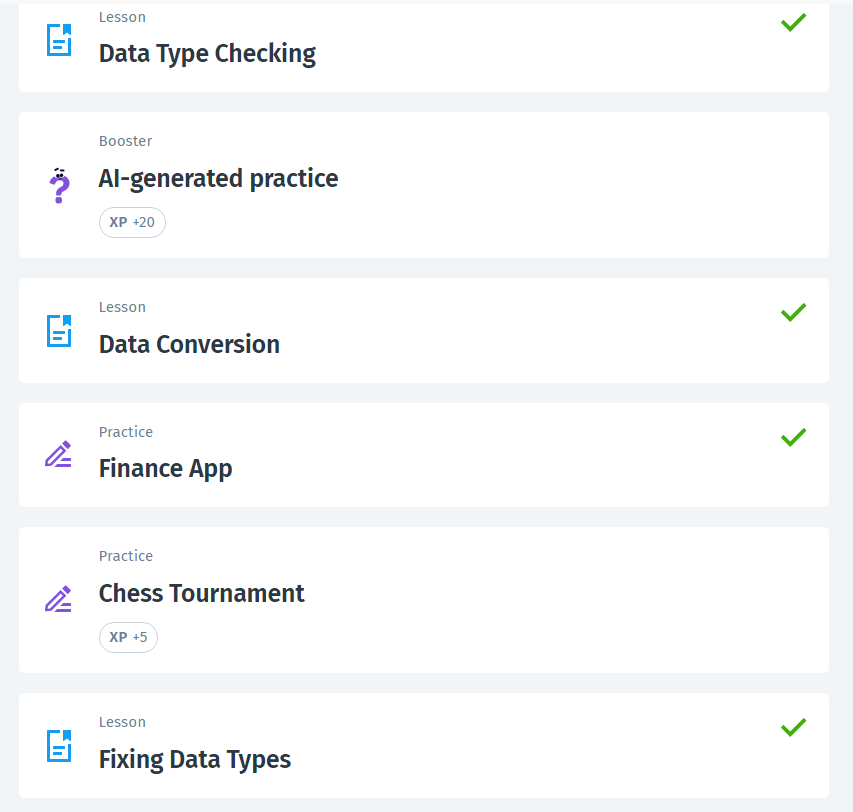 Lesson
Data Type Checking
Booster
AI-generated practice
XP +20
Lesson
Data Conversion
Practice
Finance App
Practice
Chess Tournament
XP +5
Lesson
Fixing Data Types